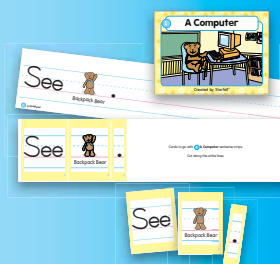 A Computer
Created by Starfall
See
Backpack Bear
.
See
Backpack Bear
.
Cards to go with A Computer sentence strips
Cut along the white lines
See
Backpack Bear
.